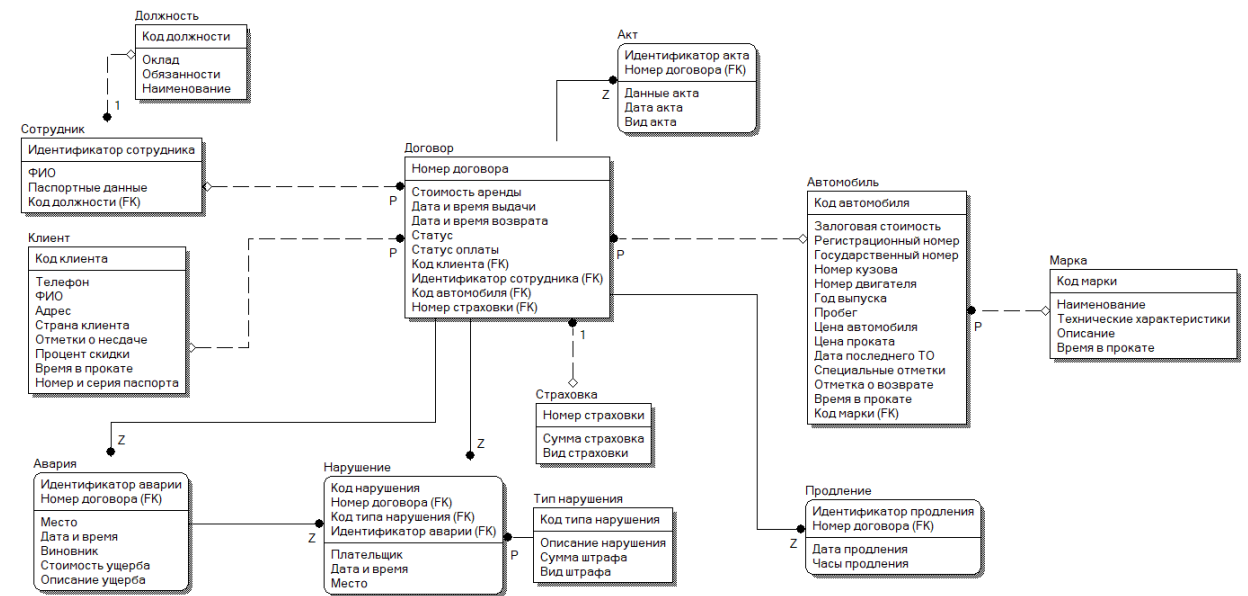 Должность
Код должности
Оклад
Обязанности
Наименование
1
Акт
Идентификатор акта
Номер договора (FK)
Данные акта
Дата акта
Вид акта
Z
Сотрудник
Идентификатор сотрудника
ФИО
Паспортные данные
Код должности (FK)
P
Договор
Номер договора
Стоимость аренды
Дата и время выдачи
Дата и время возврата
Статус
Статус оплаты
Код клиента (FK)
Идентификатор сотрудника (FK)
Код автомобиля (FK)
Номер страховки (FK)
P
P
1
Клиент
Код клиента
Телефон
ФИО
Адрес
Страна клиента
Отметки о несдаче
Процент скидки
Время в прокате
Номер и серия паспорта
Автомобиль
Код автомобиля
Залоговая стоимость
Регистрационный номер
Государственный номер
Номер кузова
Номер двигателя
Год выпуска
Пробег
Цена автомобиля
Цена проката
Дата последнего ТО
Специальные отметки
Отметка о возврате
Время в прокате
Код марки (FK)
P
Марка
Код марки
Наименование
Технические характеристики
Описание
Время в прокате
Страховка
Номер страховки
Сумма страховка
Вид страховки
Z
Авария
Идентификатор аварии
Номер договора (FK)
Место
Дата и время
Виновник
Стоимость ущерба
Описание ущерба
Z
Z
Нарушение
Код нарушения
Номер договора (FK)
Код типа нарушения (FK)
Идентификатор аварии (FK)
Плательщик
Дата и время
Место
P
Тип нарушения
Код типа нарушения
Описание нарушения
Сумма штрафа
Вид штрафа
Продление
Идентификатор продления
Номер договора (FK)
Дата продления
Часы продления
Z